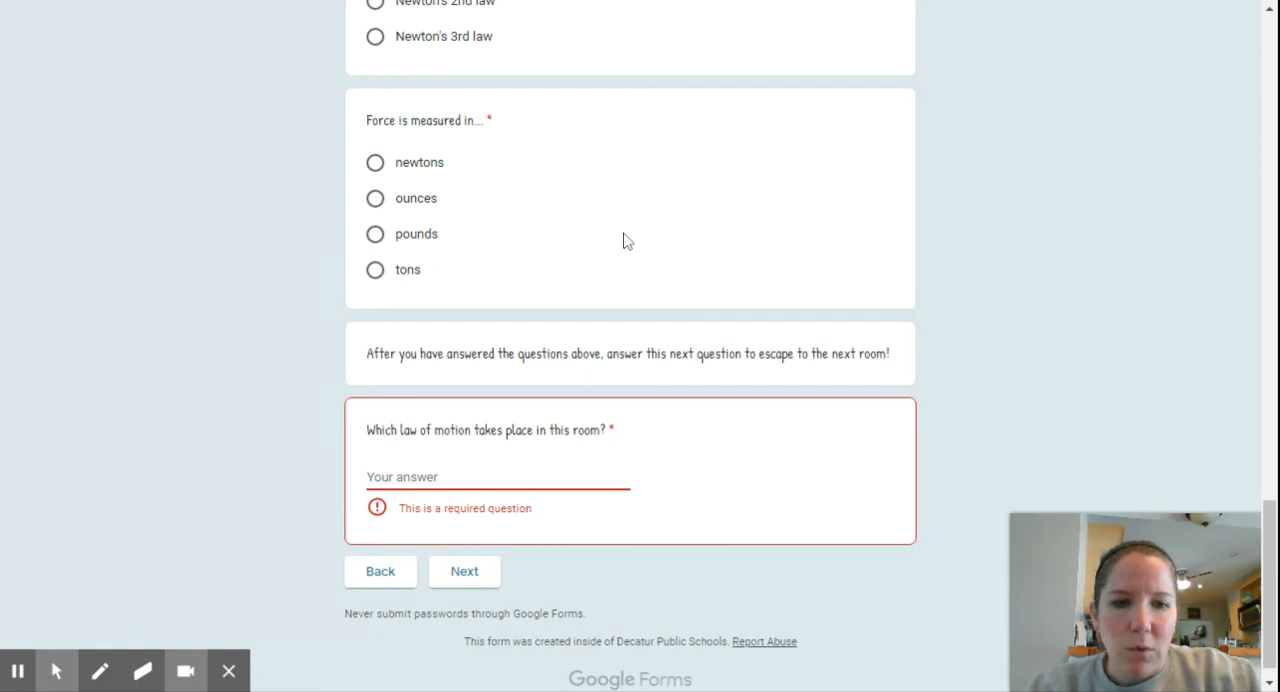 Newton's 2nd law
Newton's 3rd law
Force is measured in... *
newtons
ounces
pounds
tons
After you have answered the questions above, answer this next question to escape to the next room!
Which law of motion takes place in this room? *
Your answer
This is a required question
Back
Next
Never submit passwords through Google Forms.
This form was created inside of Decatur Public Schools. Report Abuse
Google Forms